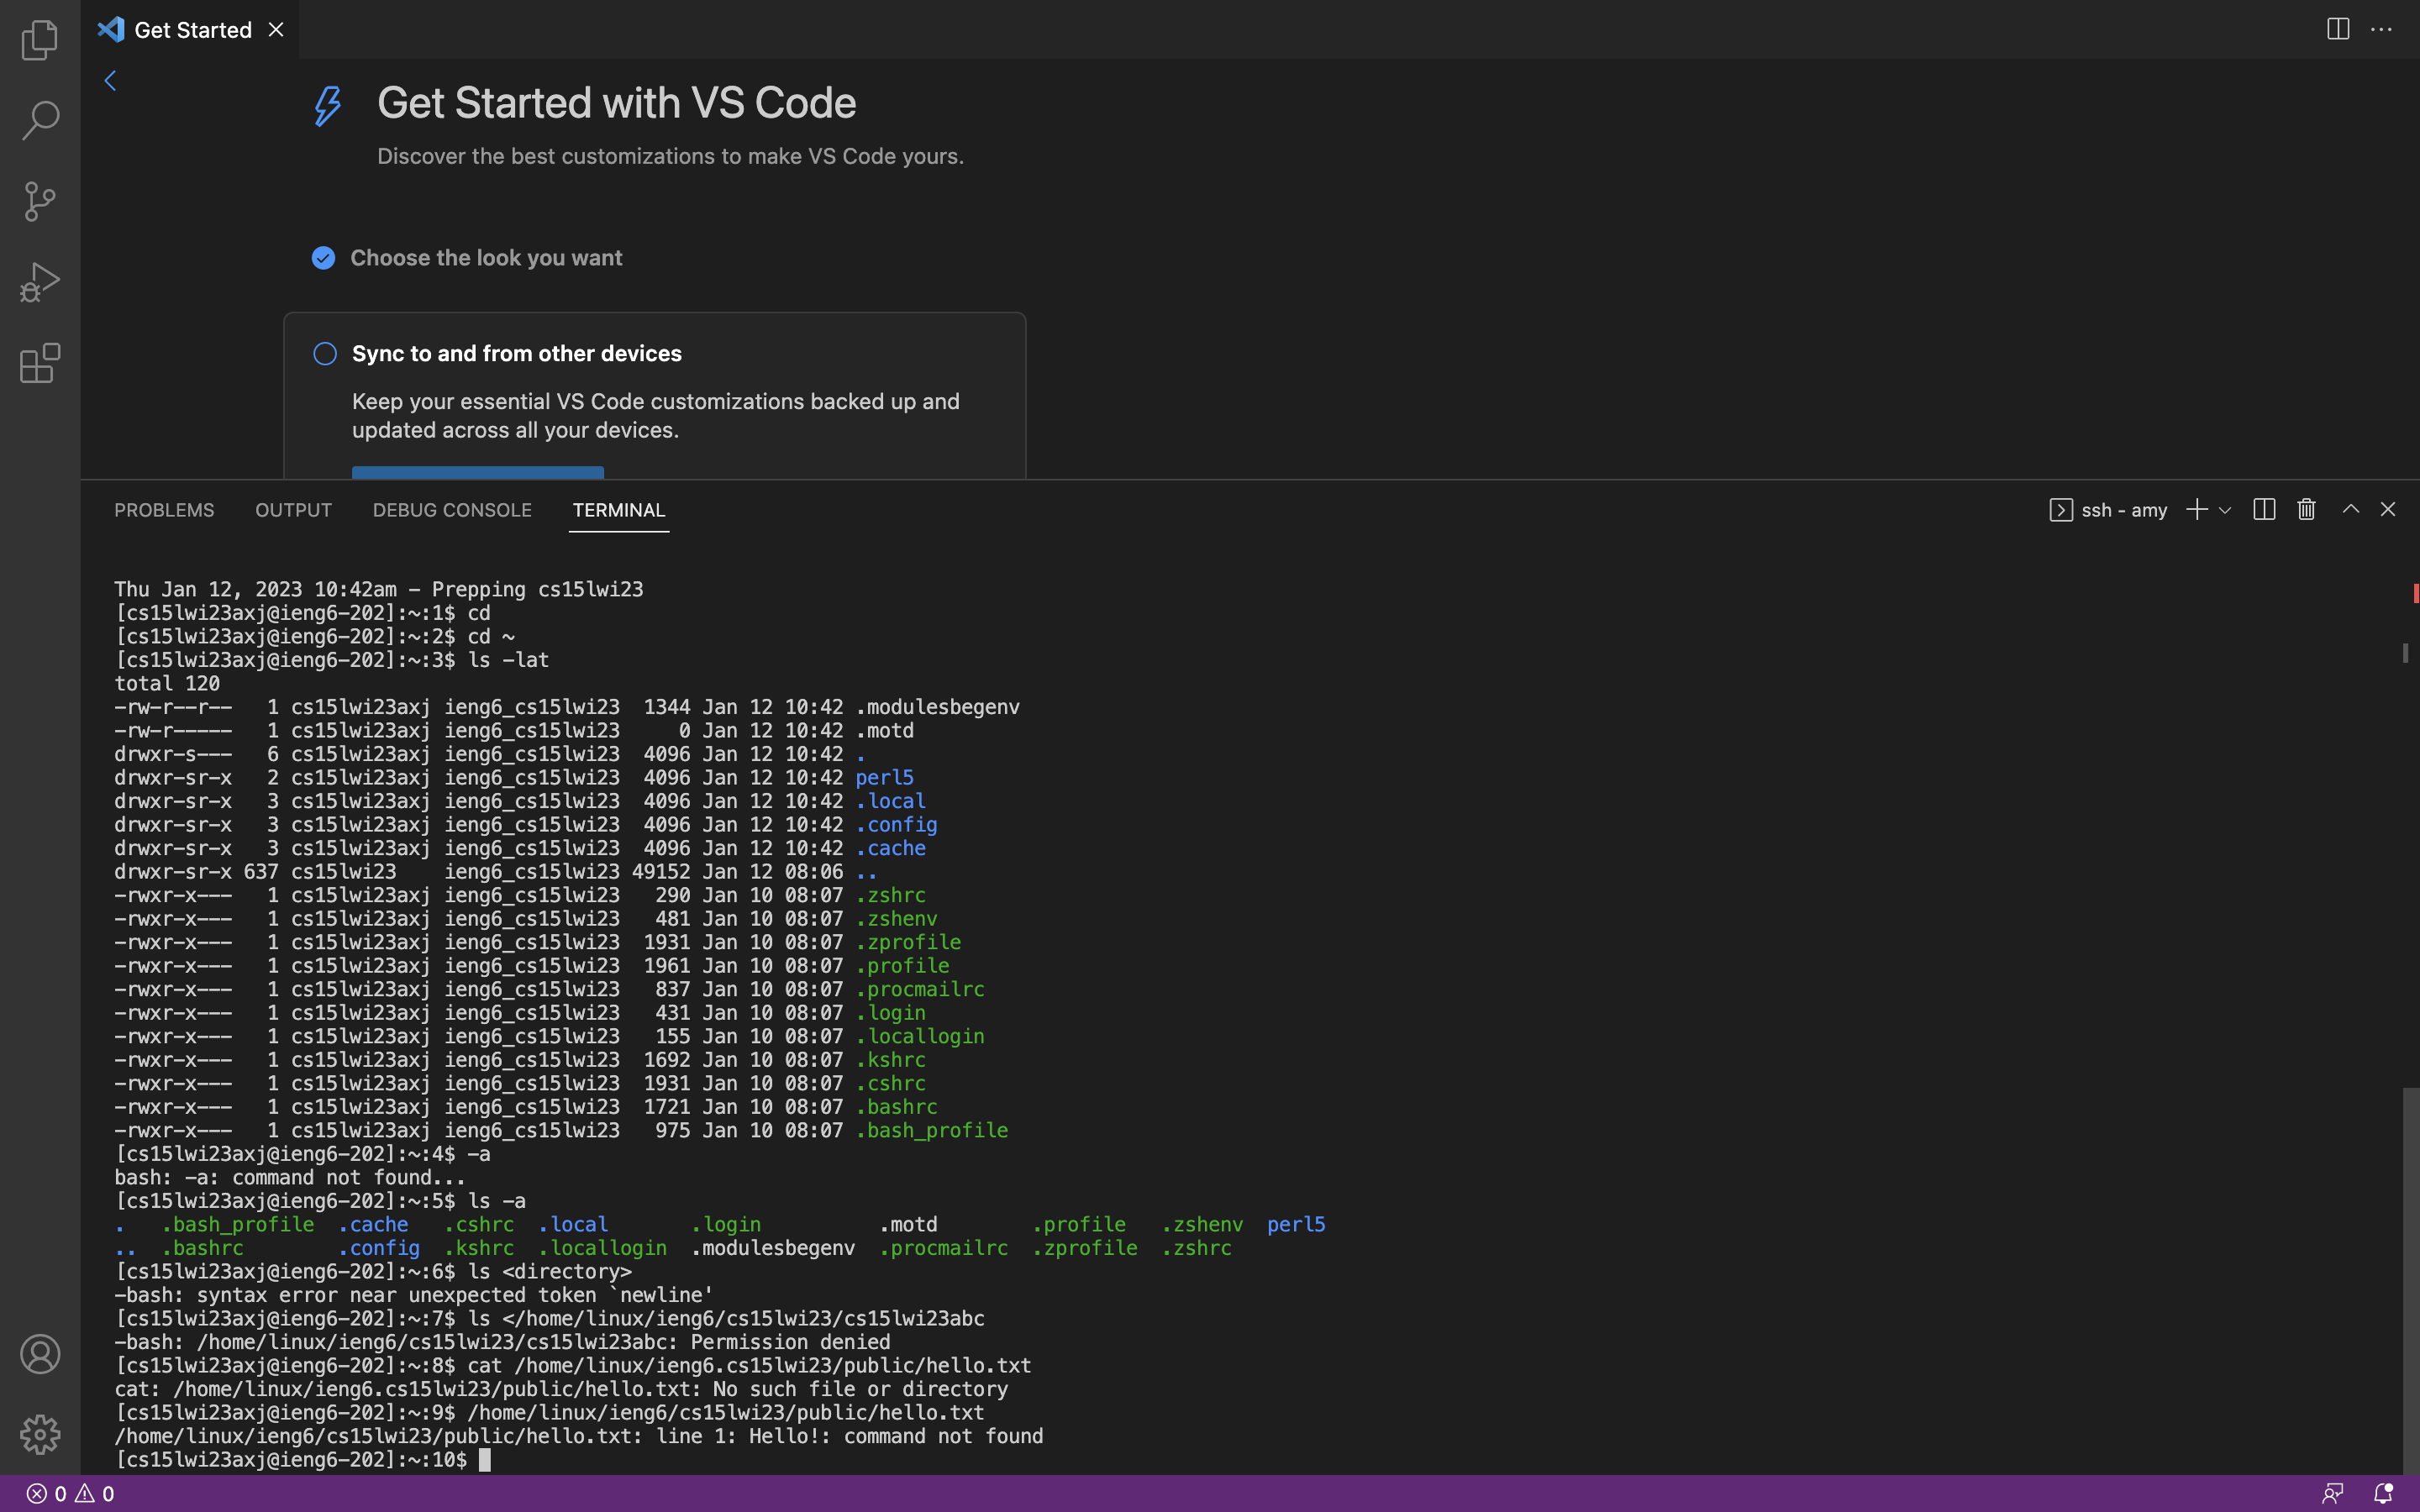 Get Started
Get Started with VS Code
Discover the best customizations to make VS Code yours.
Choose the look you want
Sync to and from other devices
Keep your essential VS Code customizations backed up and
updated across all your devices.
PROBLEMS OUTPUT DEBUG CONSOLE TERMINAL ssh - amy
Thu Jan 12, 2023 10:42am - Prepping cs15lwi23
[cs15lwi23axj@ieng6-202]:~:1$ cd
[cs15lwi23axj@ieng6-202]:~:2$ cd ~
[cs15lwi23axj@ieng6-202]:~:3$ ls -lat
total 120
-rw-r--r--   1 cs15lwi23axj ieng6_cs15lwi23  1344 Jan 12 10:42 .modulesbegenv
-rw-r-----   1 cs15lwi23axj ieng6_cs15lwi23     0 Jan 12 10:42 .motd
drwxr-s---   6 cs15lwi23axj ieng6_cs15lwi23  4096 Jan 12 10:42 .
drwxr-sr-x   2 cs15lwi23axj ieng6_cs15lwi23  4096 Jan 12 10:42 perl5
drwxr-sr-x   3 cs15lwi23axj ieng6_cs15lwi23  4096 Jan 12 10:42 .local
drwxr-sr-x   3 cs15lwi23axj ieng6_cs15lwi23  4096 Jan 12 10:42 .config
drwxr-sr-x   3 cs15lwi23axj ieng6_cs15lwi23  4096 Jan 12 10:42 .cache
drwxr-sr-x 637 cs15lwi23    ieng6_cs15lwi23 49152 Jan 12 08:06 ..
-rwxr-x---   1 cs15lwi23axj ieng6_cs15lwi23   290 Jan 10 08:07 .zshrc
-rwxr-x---   1 cs15lwi23axj ieng6_cs15lwi23   481 Jan 10 08:07 .zshenv
-rwxr-x---   1 cs15lwi23axj ieng6_cs15lwi23  1931 Jan 10 08:07 .zprofile
-rwxr-x---   1 cs15lwi23axj ieng6_cs15lwi23  1961 Jan 10 08:07 .profile
-rwxr-x---   1 cs15lwi23axj ieng6_cs15lwi23   837 Jan 10 08:07 .procmailrc
-rwxr-x---   1 cs15lwi23axj ieng6_cs15lwi23   431 Jan 10 08:07 .login
-rwxr-x---   1 cs15lwi23axj ieng6_cs15lwi23   155 Jan 10 08:07 .locallogin
-rwxr-x---   1 cs15lwi23axj ieng6_cs15lwi23  1692 Jan 10 08:07 .kshrc
-rwxr-x---   1 cs15lwi23axj ieng6_cs15lwi23  1931 Jan 10 08:07 .cshrc
-rwxr-x---   1 cs15lwi23axj ieng6_cs15lwi23  1721 Jan 10 08:07 .bashrc
-rwxr-x---   1 cs15lwi23axj ieng6_cs15lwi23   975 Jan 10 08:07 .bash_profile
[cs15lwi23axj@ieng6-202]:~:4$ -a
bash: -a: command not found...
[cs15lwi23axj@ieng6-202]:~:5$ ls -a
.   .bash_profile  .cache   .cshrc  .local       .login          .motd        .profile   .zshenv  perl5
..  .bashrc        .config  .kshrc  .locallogin  .modulesbegenv  .procmailrc  .zprofile  .zshrc
[cs15lwi23axj@ieng6-202]:~:6$ ls <directory>
-bash: syntax error near unexpected token `newline'
[cs15lwi23axj@ieng6-202]:~:7$ ls </home/linux/ieng6/cs15lwi23/cs15lwi23abc
-bash: /home/linux/ieng6/cs15lwi23/cs15lwi23abc: Permission denied
[cs15lwi23axj@ieng6-202]:~:8$ cat /home/linux/ieng6.cs15lwi23/public/hello.txt
cat: /home/linux/ieng6.cs15lwi23/public/hello.txt: No such file or directory
[cs15lwi23axj@ieng6-202]:~:9$ /home/linux/ieng6/cs15lwi23/public/hello.txt
/home/linux/ieng6/cs15lwi23/public/hello.txt: line 1: Hello!: command not found
[cs15lwi23axj@ieng6-202]:~:10$
0 0